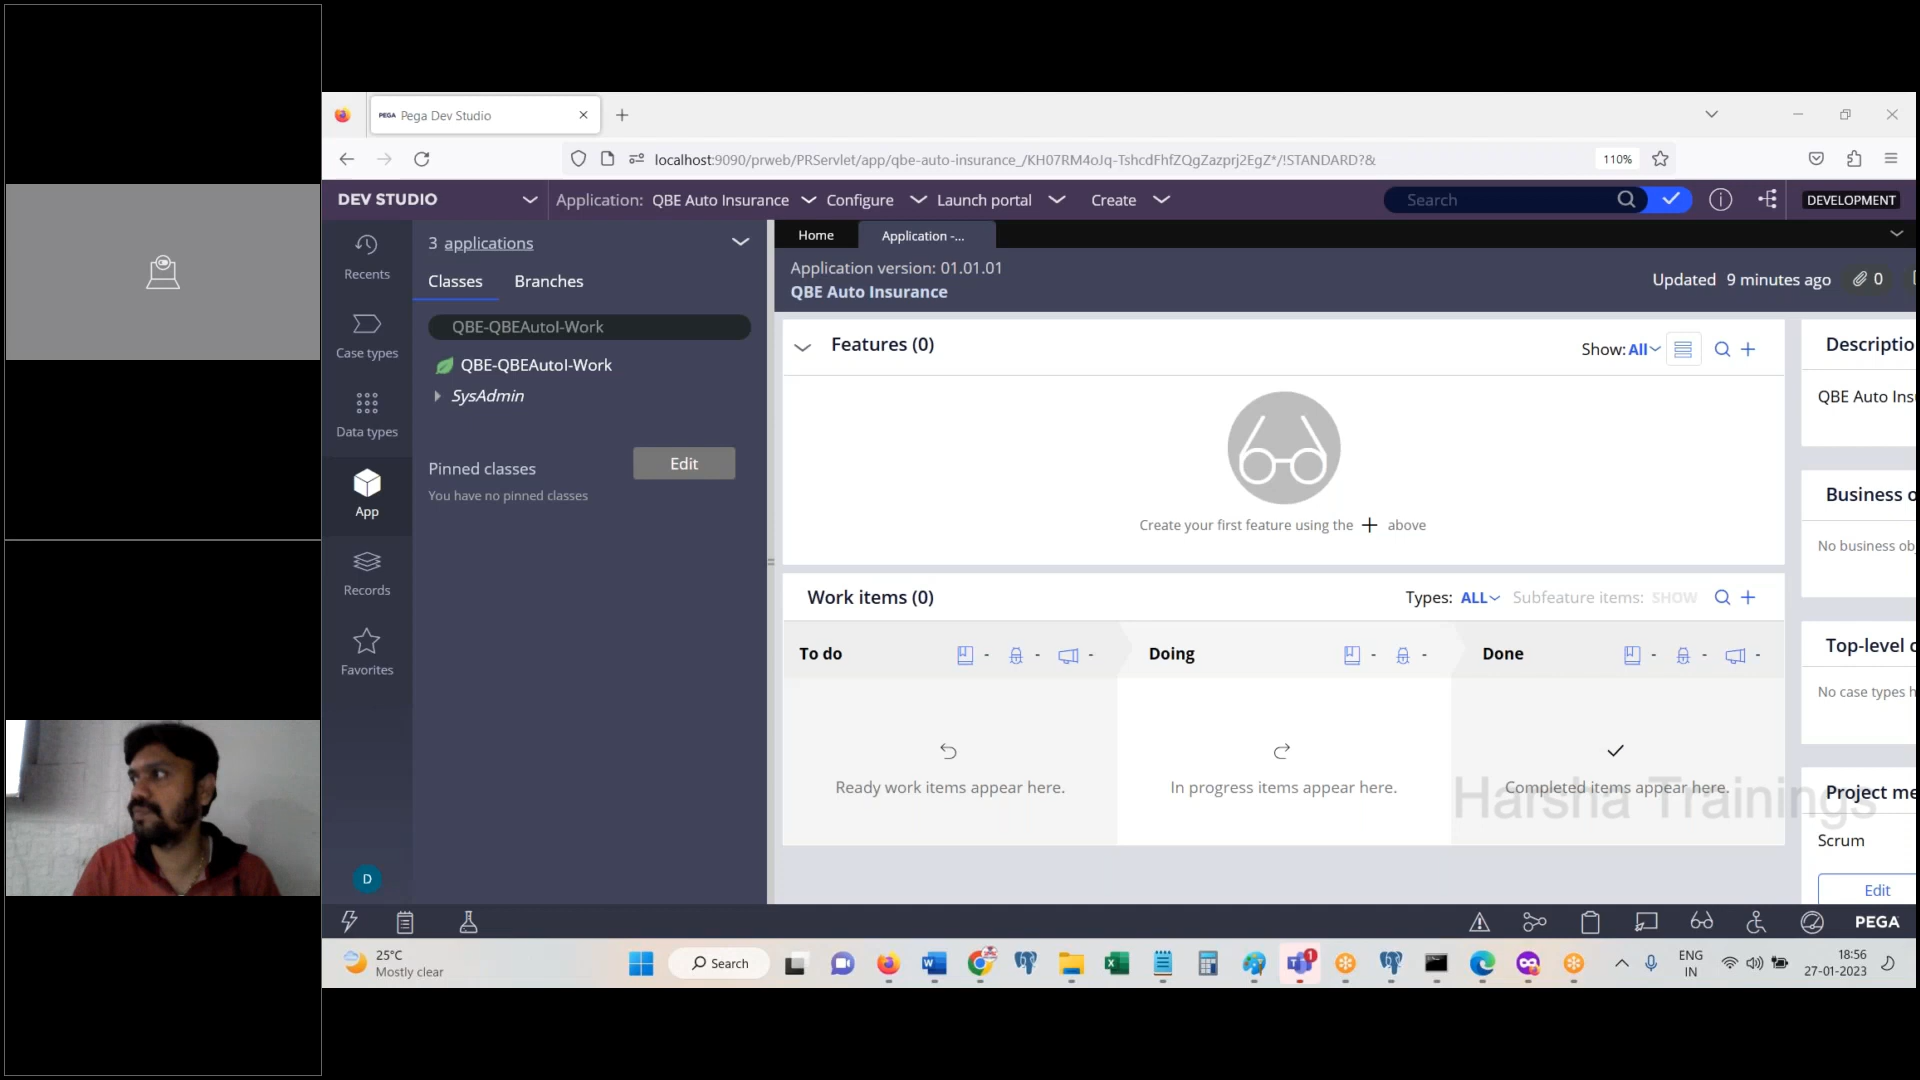 PEGA Pega Dev Studio
localhost:9090/prweb/PRServlet/app/qbe-auto-insurance_/KH07RM4oJq-TshcdFhfZQgZazprj2EgZ*/!STANDARD?&
110%
DEV STUDIO
Application: QBE Auto Insurance
Configure
Launch portal
Create
Search
DEVELOPMENT
Recents
Case types
Data types
App
Records
Favorites
D
3 applications
Classes
Branches
QBE-QBEAutoI-Work
QBE-QBEAutoI-Work
SysAdmin
Pinned classes
Edit
You have no pinned classes
Home
Application -...
Application version: 01.01.01
QBE Auto Insurance
Updated 9 minutes ago
0
Features (0)
Show: All
Create your first feature using the + above
Work items (0)
Types: ALL
Subfeature items: SHOW
To do
- - -
Doing
- -
Done
- - -
Ready work items appear here.
In progress items appear here.
Completed items appear here.
Harsha Trainings
Descriptio
QBE Auto Ins
Business o
No business ob
Top-level c
No case types h
Project me
Scrum
Edit
PEGA
25°C
Mostly clear
Search
1
ENG
IN
18:56
27-01-2023